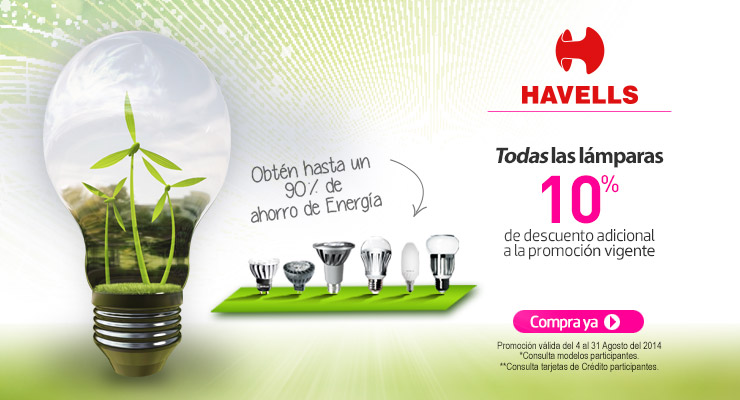 Obtén hasta un
90% de
ahorro de Energía
HAVELLS
Todas las lámparas
10%
de descuento adicional
a la promoción vigente
Compra ya
Promoción válida del 4 al 31 Agosto del 2014
*Consulta modelos participantes.
**Consulta tarjetas de Crédito participantes.